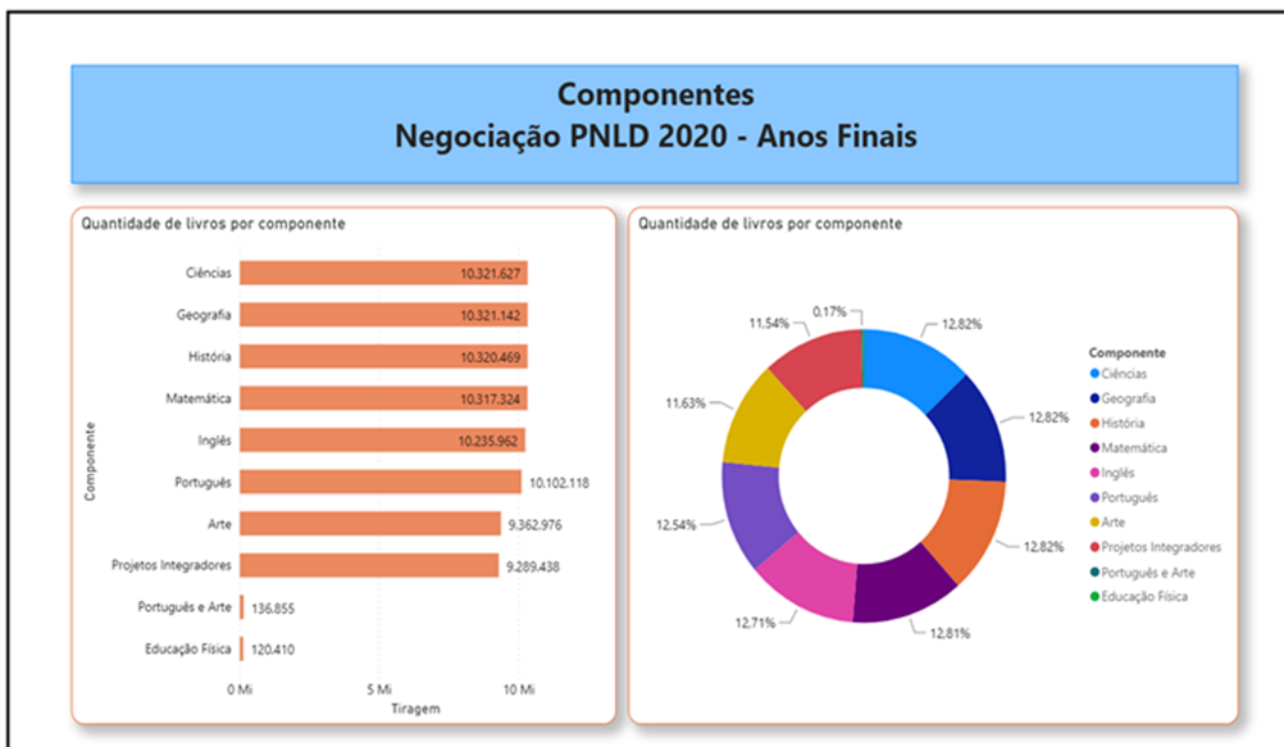 Componentes
Negociação PNLD 2020 - Anos Finais
Quantidade de livros por componente
Componente
Ciências 10.321.627
Geografia 10.321.142
História 10.320.469
Matemática 10.317.324
Inglês 10.235.962
Português 10.102.118
Arte 9.362.976
Projetos Integradores 9.289.438
Português e Arte 136.855
Educação Física 120.410
0 Mi 5 Mi 10 Mi
Tiragem
Quantidade de livros por componente
0.17%
12,82%
12,82%
12,82%
12,81%
12,71%
12,54%
11,63%
11,54%
Componente
Ciências
Geografia
História
Matemática
Inglês
Português
Arte
Projetos Integradores
Português e Arte
Educação Física